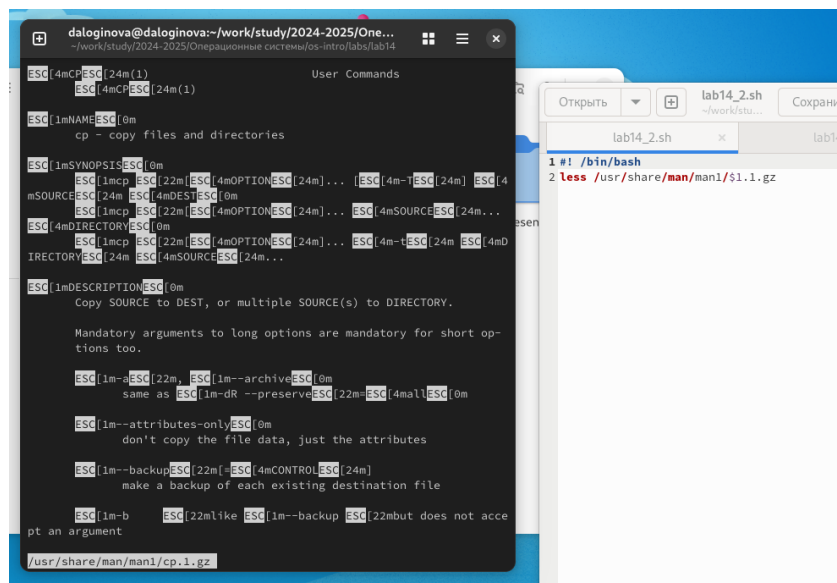 daloginova@daloginova:~/work/study/2024-2025/Опе...
~/work/study/2024-2025/Операционные системы/os-intro/labs/lab14
ESC[4mCPESC[24m(1) User Commands
ESC[4mCPESC[24m(1)
ESC[1mNAMEESC[0m
cp - copy files and directories
ESC[1mSYNOPSISESC[0m
ESC[1mcp ESC[22m[ESC[4mOPTIONESC[24m]... [ESC[4m-TESC[24m] ESC[4
mSOURCEESC[24m ESC[4mDESTESC[0m
ESC[1mcp ESC[22m[ESC[4mOPTIONESC[24m]... ESC[4mSOURCEESC[24m...
ESC[4mDIRECTORYESC[0m
ESC[1mcp ESC[22m[ESC[4mOPTIONESC[24m]... ESC[4m-tESC[24m ESC[4mD
IRECTORYESC[24m ESC[4mSOURCEESC[24m...
ESC[1mDESCRIPTIONESC[0m
Copy SOURCE to DEST, or multiple SOURCE(s) to DIRECTORY.
Mandatory arguments to long options are mandatory for short op-
tions too.
ESC[1m-aESC[22m, ESC[1m--archiveESC[0m
same as ESC[1m-dR --preserveESC[22m=ESC[4mallESC[0m
ESC[1m--attributes-onlyESC[0m
don't copy the file data, just the attributes
ESC[1m--backupESC[22m[=ESC[4mCONTROLESC[24m]
make a backup of each existing destination file
ESC[1m-b ESC[22mlike ESC[1m--backup ESC[22mbut does not acce
pt an argument
/usr/share/man/man1/cp.1.gz
esen
Открыть
lab14_2.sh
~/work/stu...
Сохрани
lab14_2.sh × lab1
1 #! /bin/bash
2 less /usr/share/man/man1/$1.1.gz